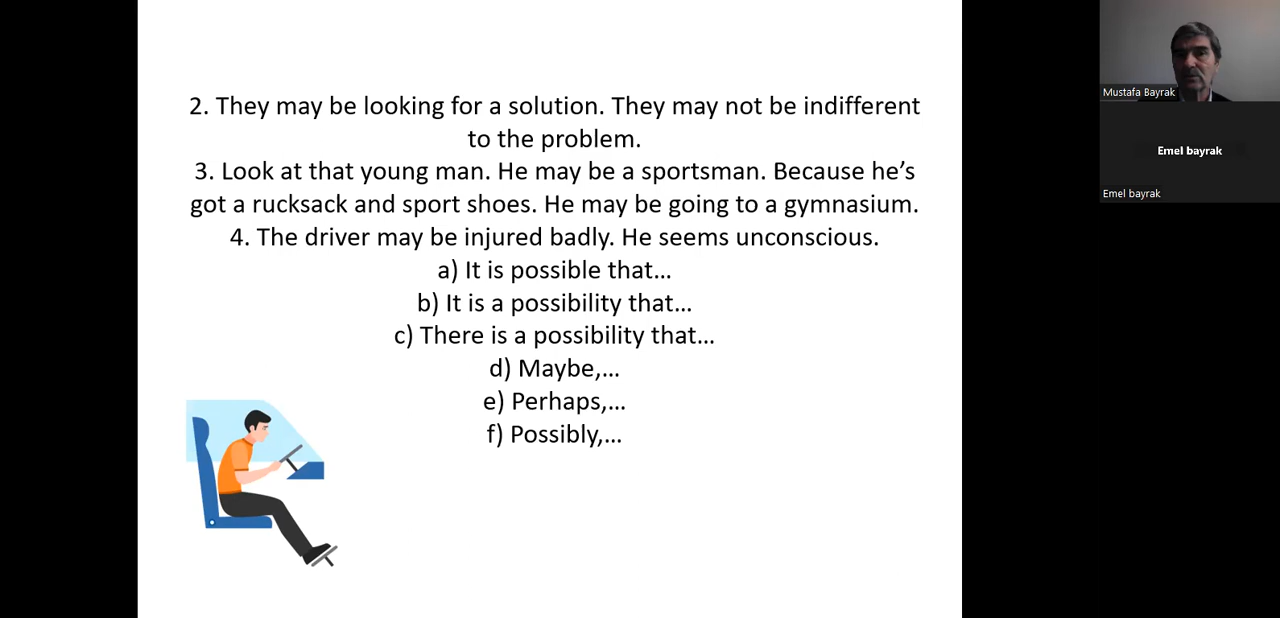 2. They may be looking for a solution. They may not be indifferent
to the problem.
3. Look at that young man. He may be a sportsman. Because he’s
got a rucksack and sport shoes. He may be going to a gymnasium.
4. The driver may be injured badly. He seems unconscious.
a) It is possible that...
b) It is a possibility that...
c) There is a possibility that...
d) Maybe,...
e) Perhaps,...
f) Possibly,...
Mustafa Bayrak
Emel bayrak
Emel bayrak